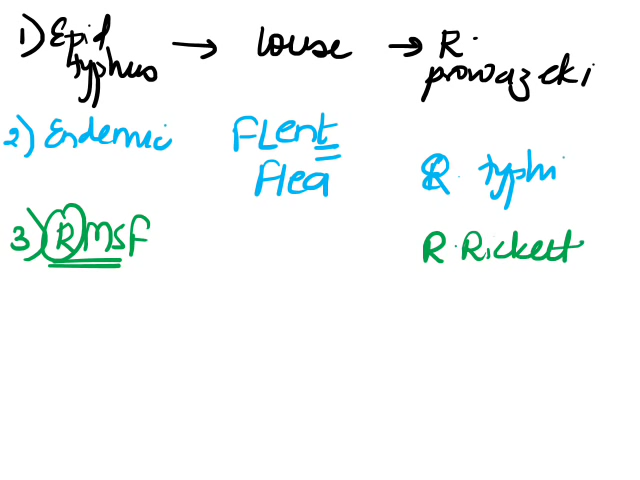 1) Epid typhus → louse → R. prowazeki
2) Endemic FLent Flea R. typhi
3) RMSF R. Rickett